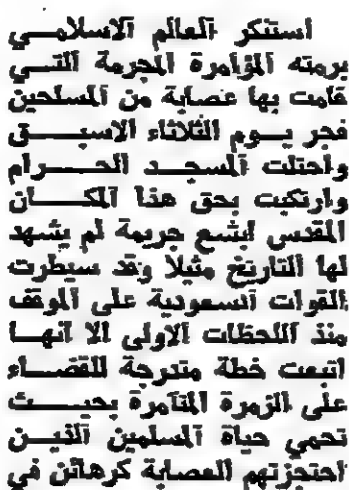 استنكر العالم الاسلامي
برمته المؤامرة المجرمة التي
قامت بها عصابة من المسلحين
فجر يوم الثلاثاء الاسبق
واحتلت المسجد الحرام
وارتكبت بحق هذا المكان
المقدس ابشع جريمة لم يشهد
لها التاريخ مثيلا وقد سيطرت
القوات السعودية على الموقف
منذ اللحظات الاولى الا انها
اتبعت خطة متدرجة للقضاء
على الزمرة المتآمرة بحيث
تحمي حياة المسلمين الذين
احتجزتهم العصابة كرهائن في